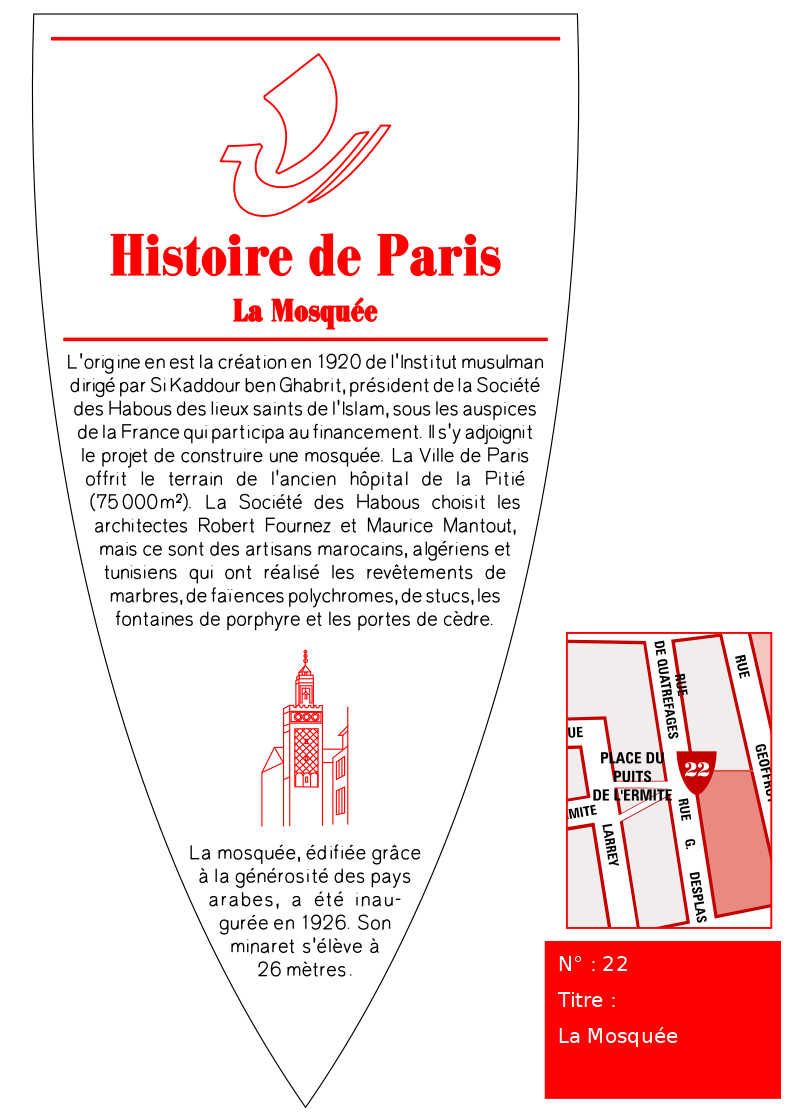 Histoire de Paris
La Mosquée
L'origine en est la création en 1920 de l'Institut musulman
dirigé par Si Kaddour ben Ghabrit, président de la Société
des Habous des lieux saints de l'Islam, sous les auspices
de la France qui participa au financement. Il s'y adjoignit
le projet de construire une mosquée. La Ville de Paris
offrit le terrain de l'ancien hôpital de la Pitié
(75 000 m²). La Société des Habous choisit les
architectes Robert Fournez et Maurice Mantout,
mais ce sont des artisans marocains, algériens et
tunisiens qui ont réalisé les revêtements de
marbres, de faïences polychromes, de stucs, les
fontaines de porphyre et les portes de cèdre.
La mosquée, édifiée grâce
à la générosité des pays
arabes, a été inau-
gurée en 1926. Son
minaret s'élève à
26 mètres.
RUE
DE QUATREFAGES
RUE
GEOFFROY
UE
PLACE DU
PUITS
DE L'ERMITE
22
RMITE
LARREY
RUE G. DESPLAS
N° : 22
Titre :
La Mosquée